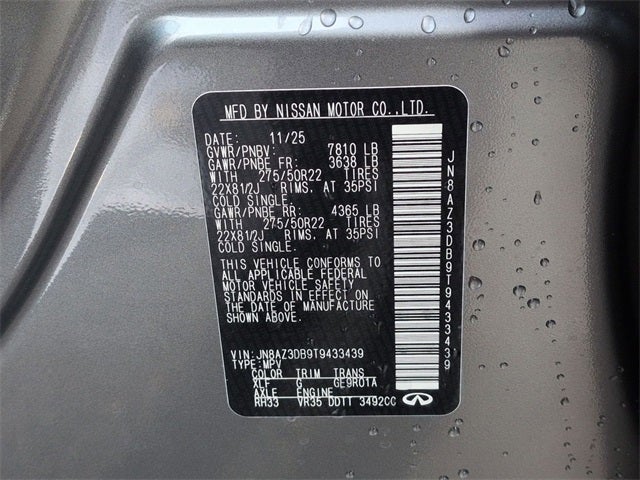 MFD BY NISSAN MOTOR CO.,LTD.
DATE: 11/25
GVWR/PNBV: 7810 LB
GAWR/PNBE FR: 3638 LB
WITH 275/50R22 TIRES
22X81/2J RIMS, AT 35PSI
COLD SINGLE.
GAWR/PNBE RR: 4365 LB
WITH 275/50R22 TIRES
22X81/2J RIMS, AT 35PSI
COLD SINGLE.
THIS VEHICLE CONFORMS TO
ALL APPLICABLE FEDERAL
MOTOR VEHICLE SAFETY
STANDARDS IN EFFECT ON
THE DATE OF MANUFACTURE
SHOWN ABOVE.
VIN: JN8AZ3DB9T9433439
TYPE: MPV
COLOR TRIM TRANS
XLF G GE9R01A
AXLE ENGINE
RH33 VR35 DDTT 3492CC
JN8AZ3DB9T9433439